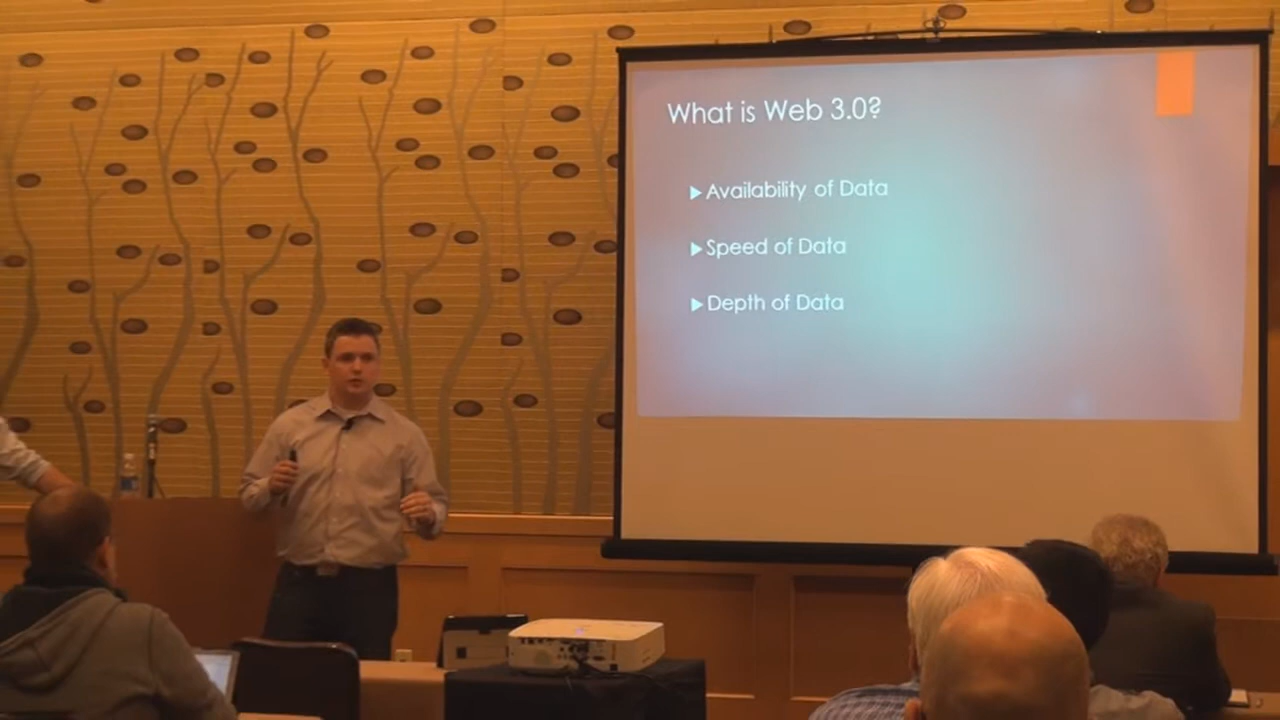 What is Web 3.0?
Availability of Data
Speed of Data
Depth of Data